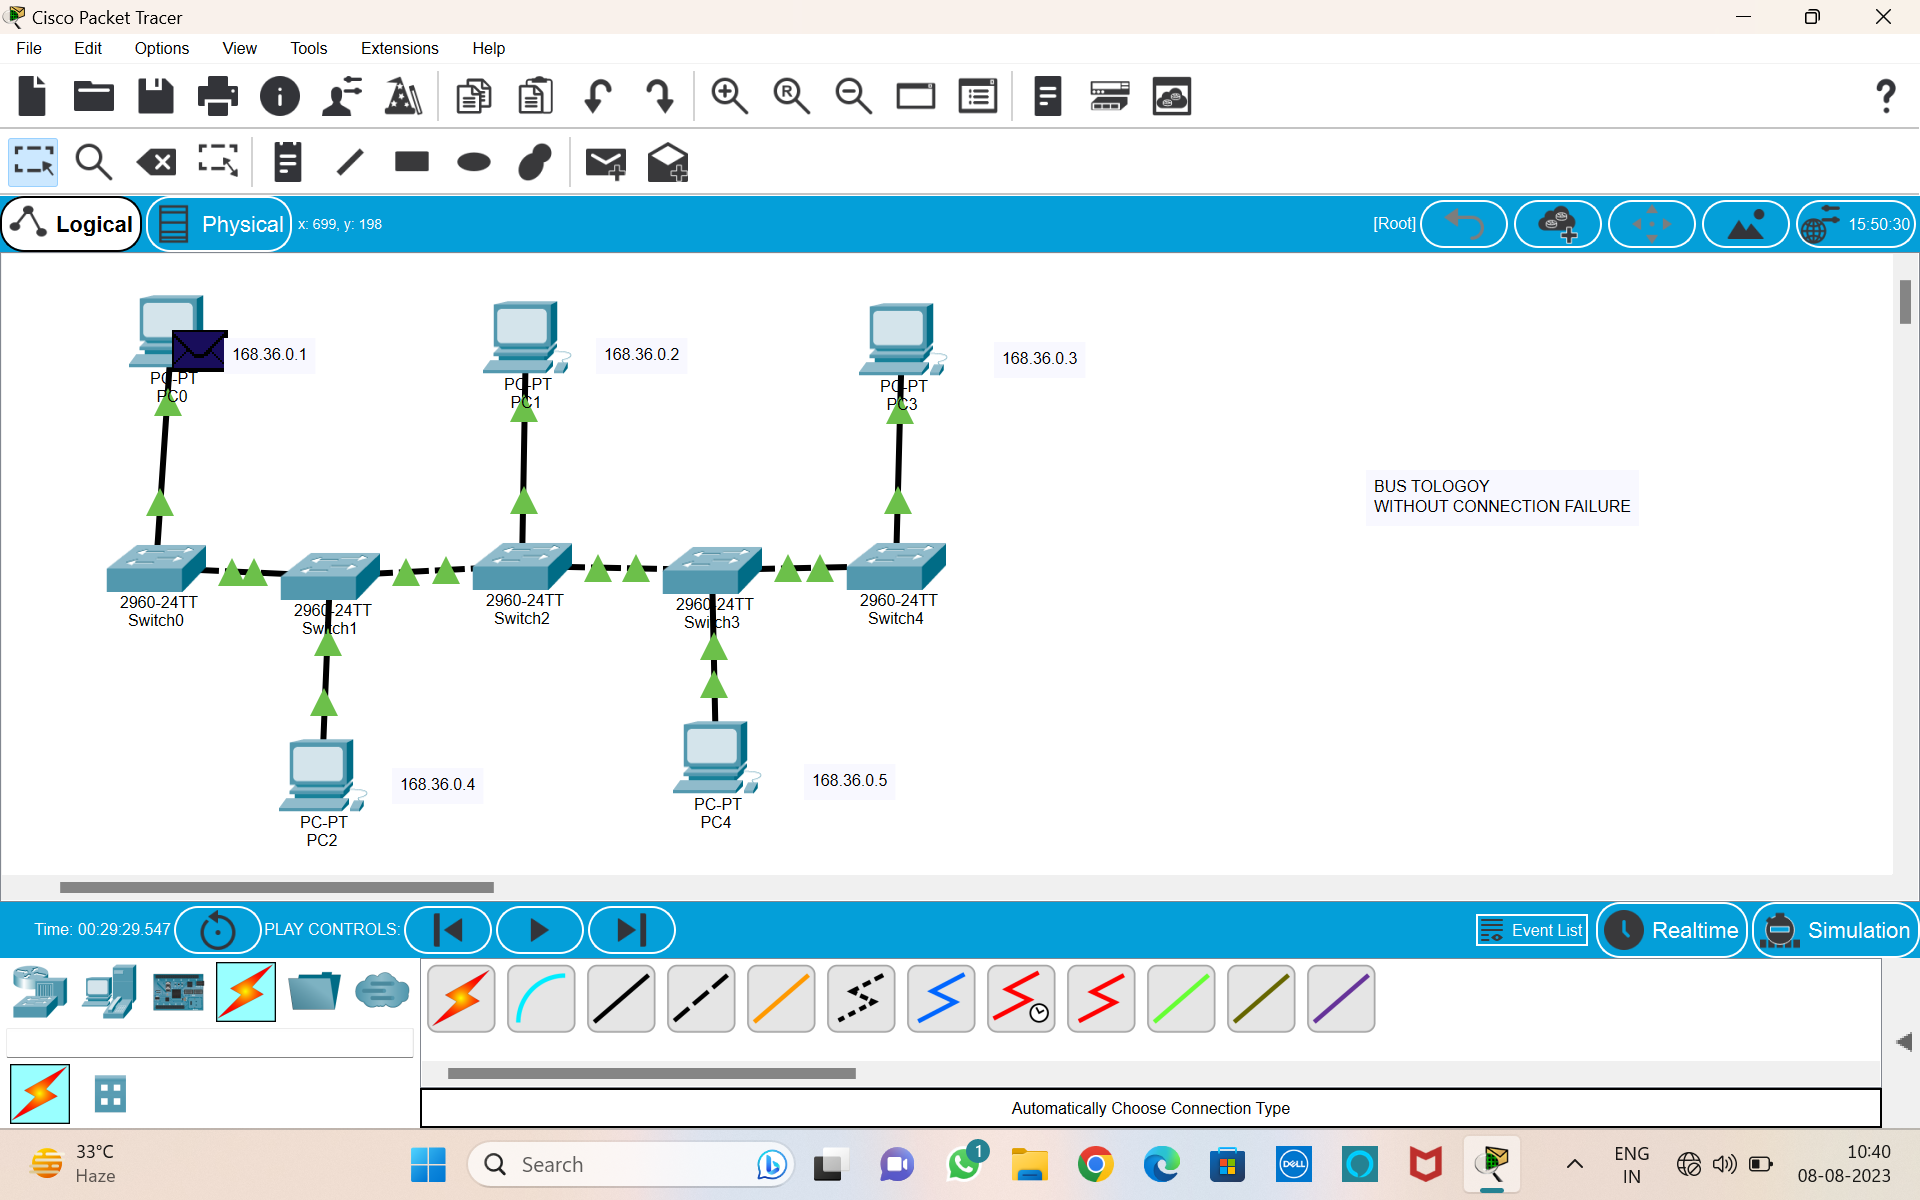 Cisco Packet Tracer
File Edit Options View Tools Extensions Help
Logical Physical x: 699, y: 198 [Root] 15:50:30
168.36.0.1
PC-PT
PC0
168.36.0.2
PC-PT
PC1
168.36.0.3
PC-PT
PC3
BUS TOLOGOY
WITHOUT CONNECTION FAILURE
2960-24TT
Switch0
2960-24TT
Switch1
2960-24TT
Switch2
2960-24TT
Switch3
2960-24TT
Switch4
168.36.0.4
PC-PT
PC2
168.36.0.5
PC-PT
PC4
Time: 00:29:29.547 PLAY CONTROLS: Event List Realtime Simulation
Automatically Choose Connection Type
33°C
Haze
Search
1
DELL
ENG
IN
10:40
08-08-2023